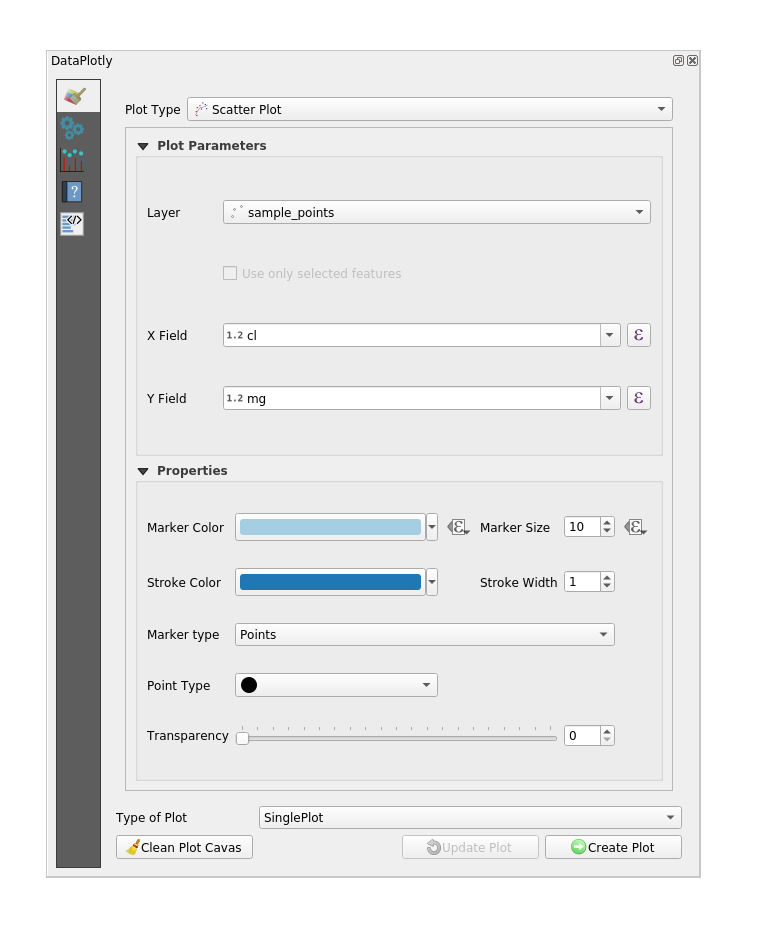 DataPlotly
Plot Type Scatter Plot
Plot Parameters
Layer sample_points
Use only selected features
X Field 1.2 cl ε
Y Field 1.2 mg ε
Properties
Marker Color ε Marker Size 10 ε
Stroke Color Stroke Width 1
Marker type Points
Point Type
Transparency 0
Type of Plot SinglePlot
Clean Plot Cavas Update Plot Create Plot
?
</>